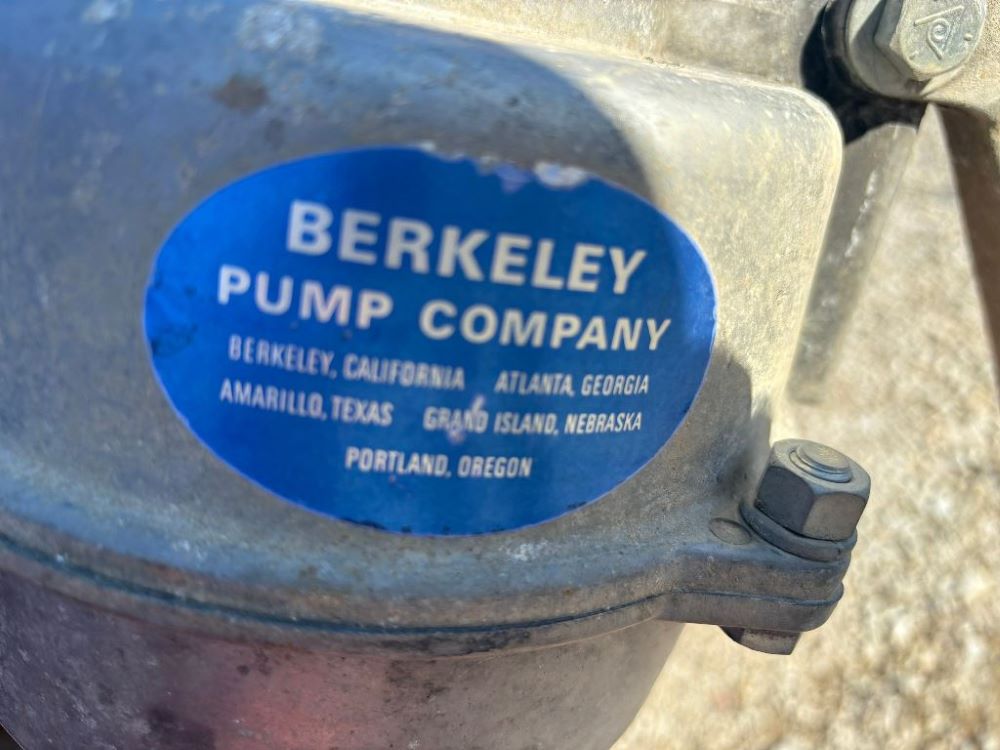 BERKELEY
PUMP COMPANY
BERKELEY, CALIFORNIA ATLANTA, GEORGIA
AMARILLO, TEXAS GRAND ISLAND, NEBRASKA
PORTLAND, OREGON